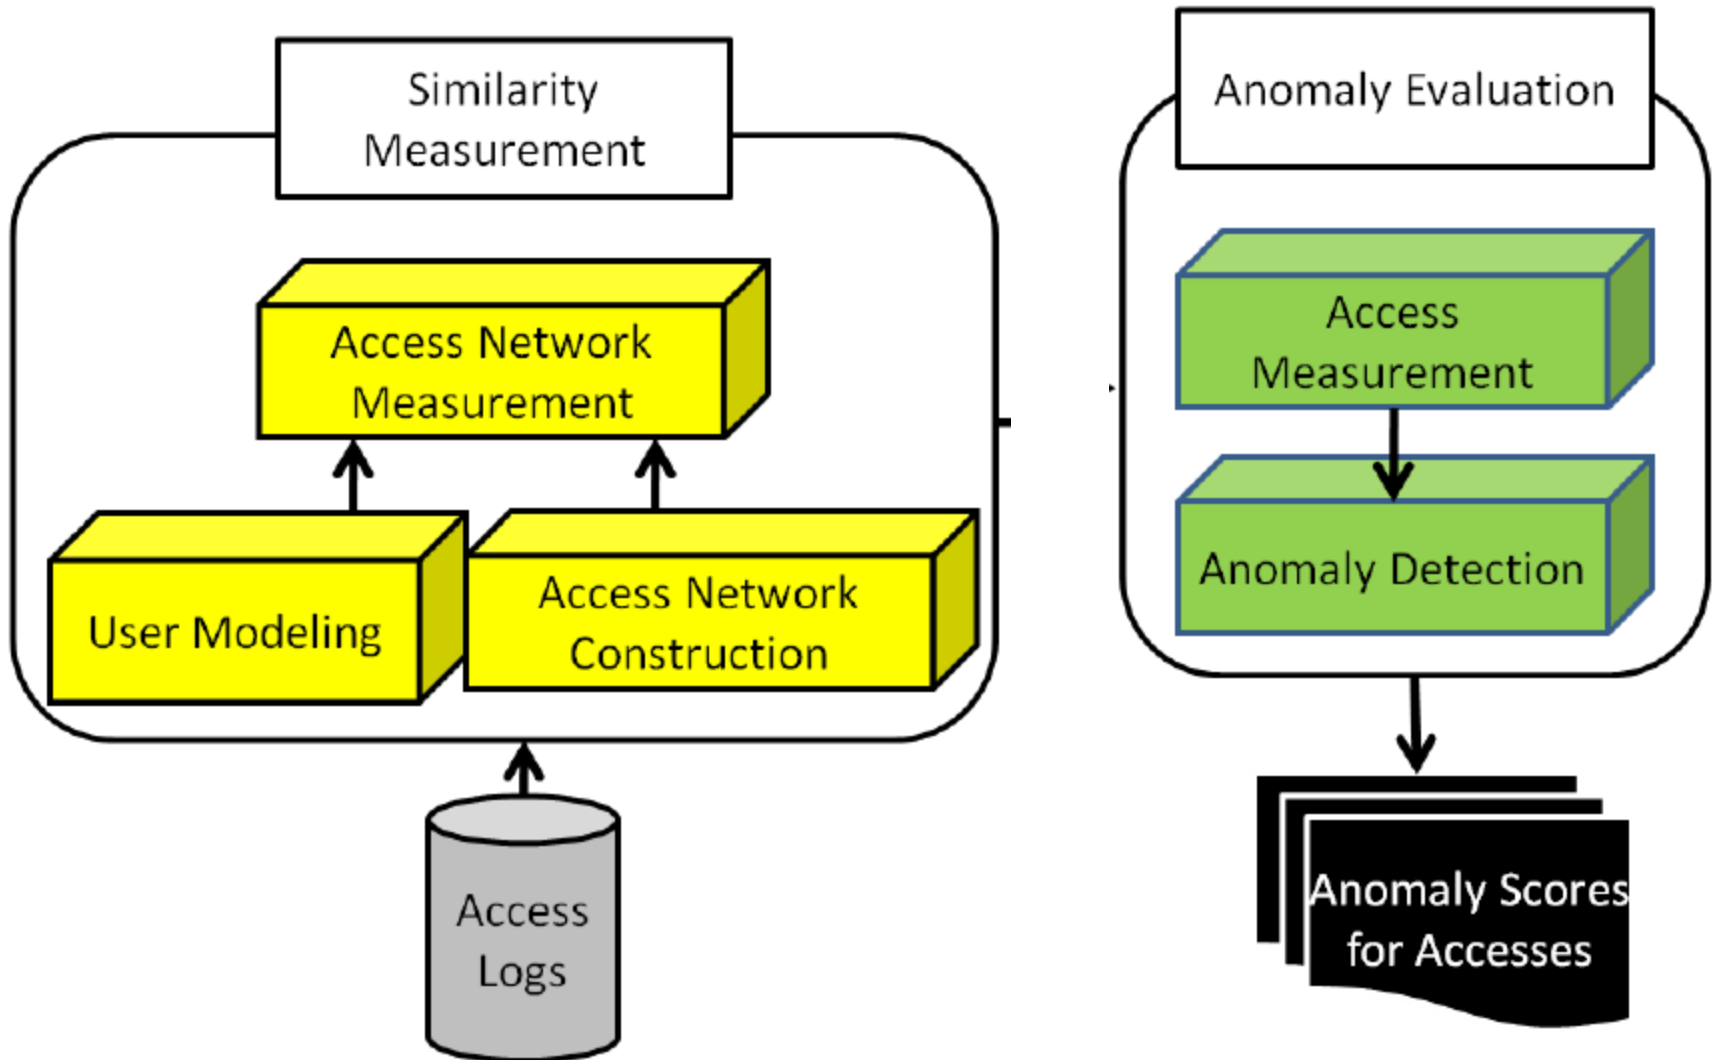 Similarity
Measurement
Access Network
Measurement
User Modeling
Access Network
Construction
Access
Logs
Anomaly Evaluation
Access
Measurement
Anomaly Detection
Anomaly Scores
for Accesses